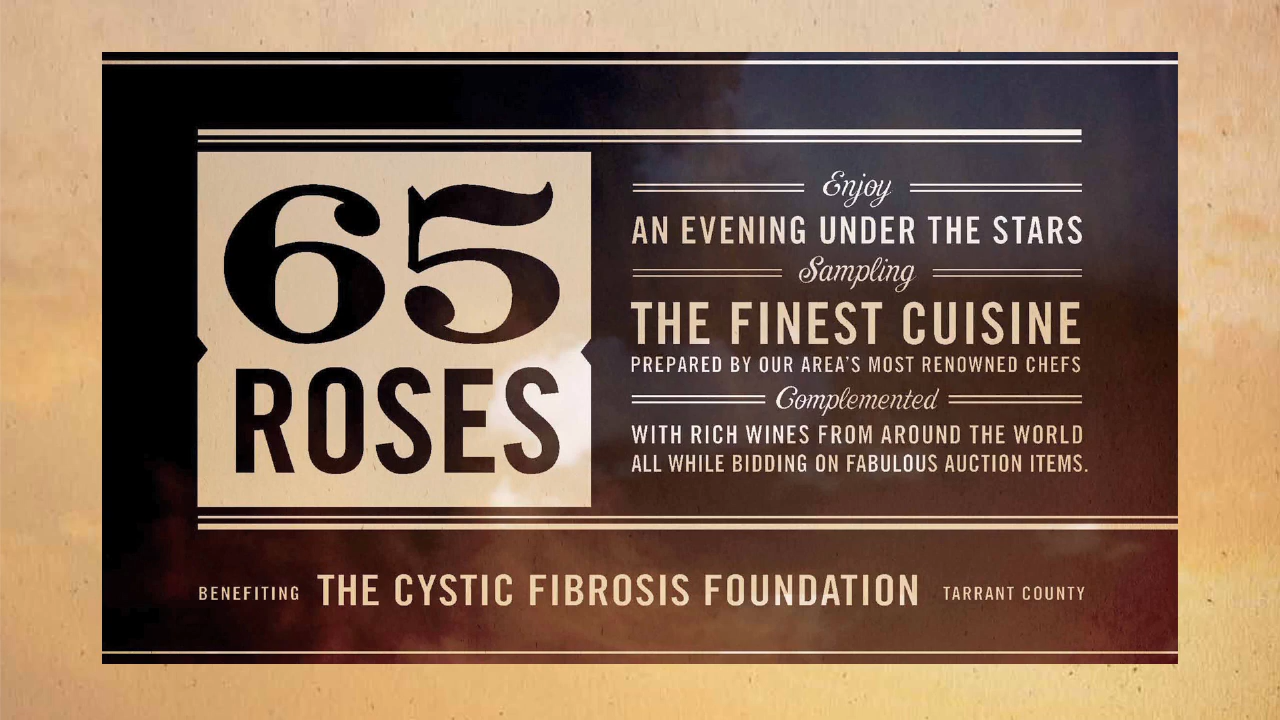 65
ROSES
Enjoy
AN EVENING UNDER THE STARS
Sampling
THE FINEST CUISINE
PREPARED BY OUR AREA'S MOST RENOWNED CHEFS
Complemented
WITH RICH WINES FROM AROUND THE WORLD
ALL WHILE BIDDING ON FABULOUS AUCTION ITEMS.
BENEFITING THE CYSTIC FIBROSIS FOUNDATION TARRANT COUNTY